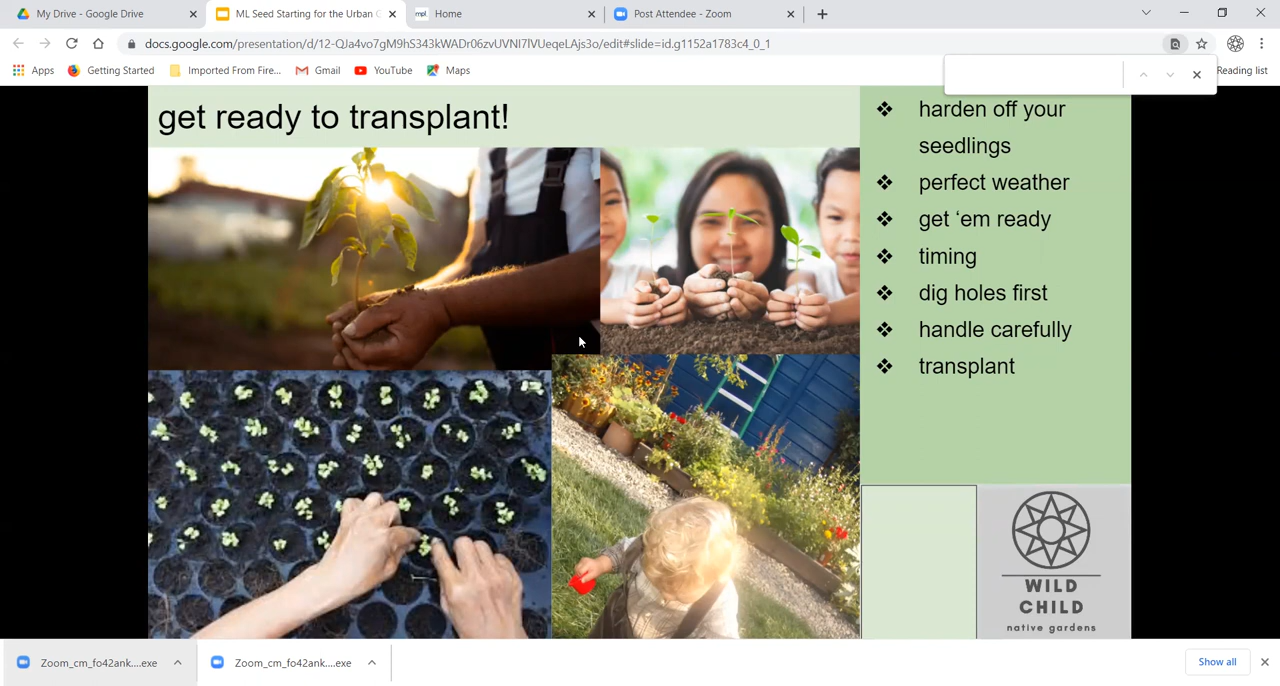 My Drive - Google Drive
ML Seed Starting for the Urban G
mpl Home
Post Attendee - Zoom
docs.google.com/presentation/d/12-QJa4vo7gM9hS343kWADr06zvUVNI7lVUeqeLAjs3o/edit#slide=id.g1152a1783c4_0_1
Apps
Getting Started
Imported From Fire...
Gmail
YouTube
Maps
Reading list
get ready to transplant!
❖ harden off your
seedlings
❖ perfect weather
❖ get ‘em ready
❖ timing
❖ dig holes first
❖ handle carefully
❖ transplant
WILD
CHILD
native gardens
Zoom_cm_fo42ank....exe
Zoom_cm_fo42ank....exe
Show all